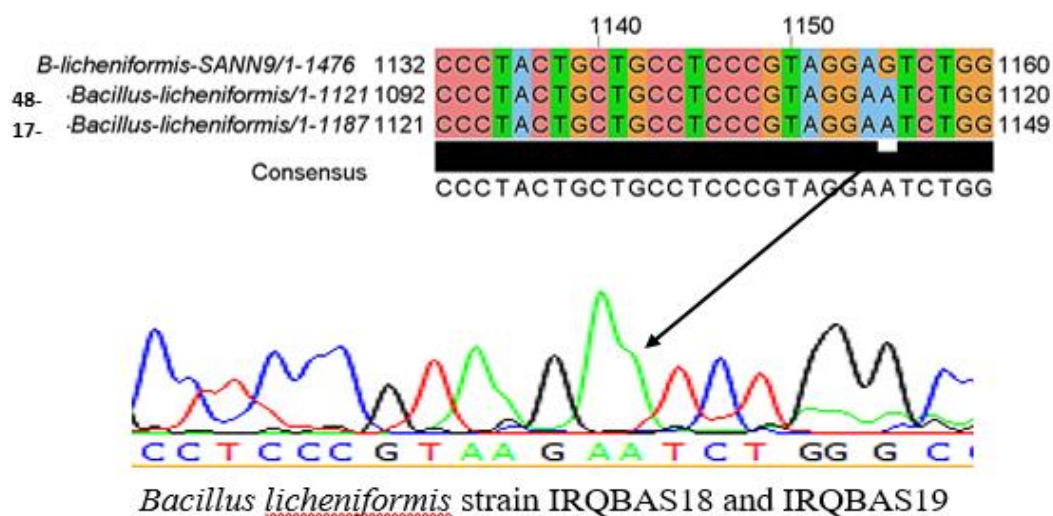 1140 1150
B-licheniformis-SANN9/1-1476 1132 CCCTACTGCTGCCTCCCGTAGGAGTCTGG 1160
48- ·Bacillus-licheniformis/1-1121 1092 CCCTACTGCTGCCTCCCGTAGGAATCTGG 1120
17- ·Bacillus-licheniformis/1-1187 1121 CCCTACTGCTGCCTCCCGTAGGAATCTGG 1149
Consensus
CCCTACTGCTGCCTCCCGTAGGAATCTGG
C C T C C C G T A A G A A T C T GG G C
Bacillus licheniformis strain IRQBAS18 and IRQBAS19